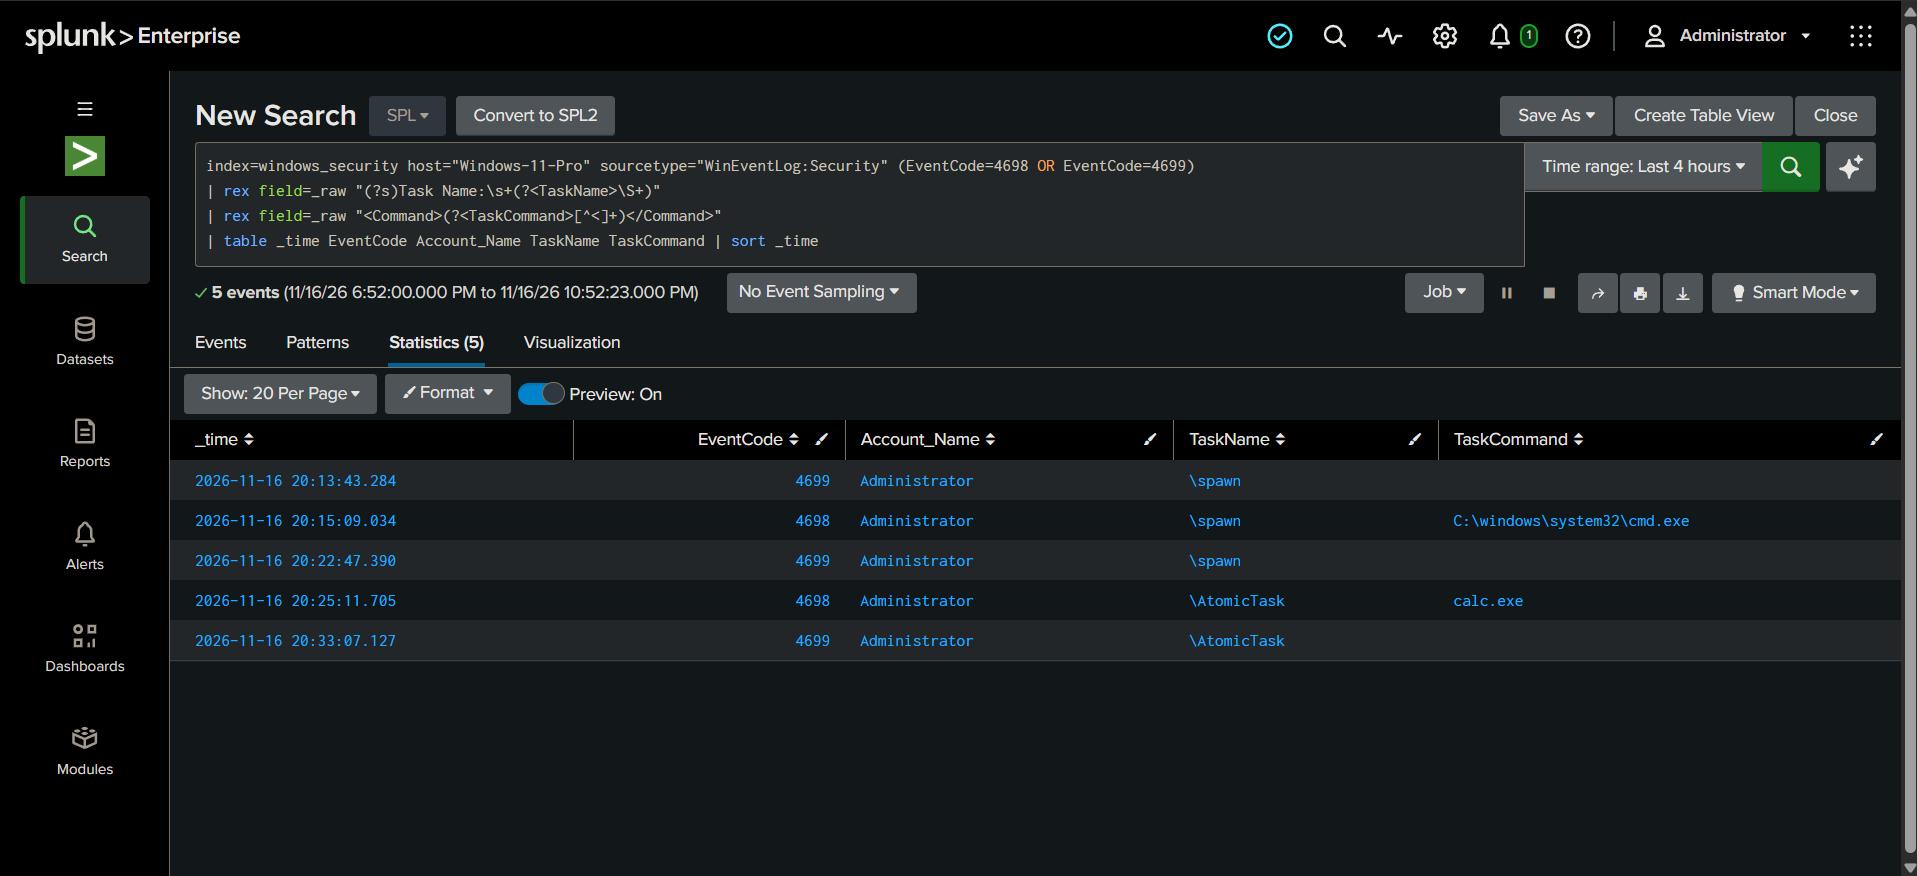 splunk> Enterprise
1
Administrator
New Search
SPL
Convert to SPL2
Save As
Create Table View
Close
index=windows_security host="Windows-11-Pro" sourcetype="WinEventLog:Security" (EventCode=4698 OR EventCode=4699)
| rex field=_raw "(?s)Task Name:\s+(?<TaskName>\S+)"
| rex field=_raw "<Command>(?<TaskCommand>[^<]+)</Command>"
| table _time EventCode Account_Name TaskName TaskCommand | sort _time
Time range: Last 4 hours
Search
Datasets
Reports
Alerts
Dashboards
Modules
5 events (11/16/26 6:52:00.000 PM to 11/16/26 10:52:23.000 PM)
No Event Sampling
Job
Smart Mode
Events
Patterns
Statistics (5)
Visualization
Show: 20 Per Page
Format
Preview: On
_time EventCode Account_Name TaskName TaskCommand
2026-11-16 20:13:43.284 4699 Administrator \spawn
2026-11-16 20:15:09.034 4698 Administrator \spawn C:\windows\system32\cmd.exe
2026-11-16 20:22:47.390 4699 Administrator \spawn
2026-11-16 20:25:11.705 4698 Administrator \AtomicTask calc.exe
2026-11-16 20:33:07.127 4699 Administrator \AtomicTask